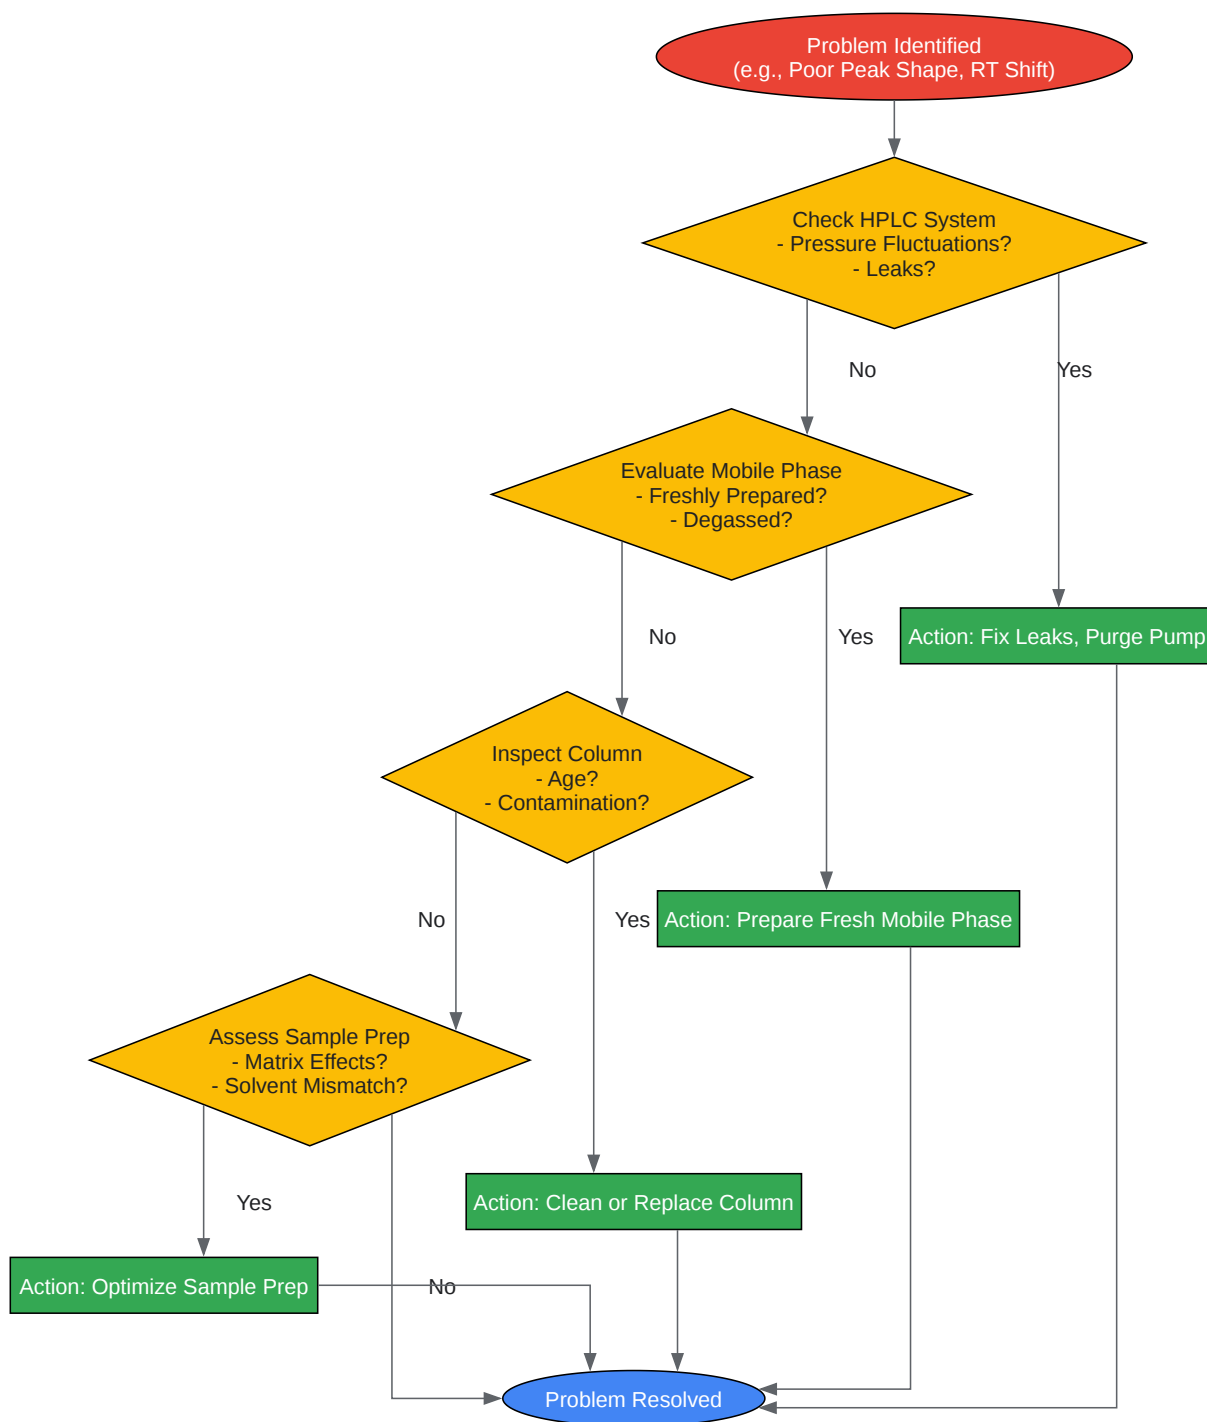 Problem Identified
(e.g., Poor Peak Shape, RT Shift)
Check HPLC System
- Pressure Fluctuations?
- Leaks?
No
Yes
Evaluate Mobile Phase
- Freshly Prepared?
- Degassed?
No
Yes
Action: Fix Leaks, Purge Pump
Inspect Column
- Age?
- Contamination?
No
Yes
Action: Prepare Fresh Mobile Phase
Assess Sample Prep
- Matrix Effects?
- Solvent Mismatch?
Yes
Action: Clean or Replace Column
Action: Optimize Sample Prep
No
Problem Resolved